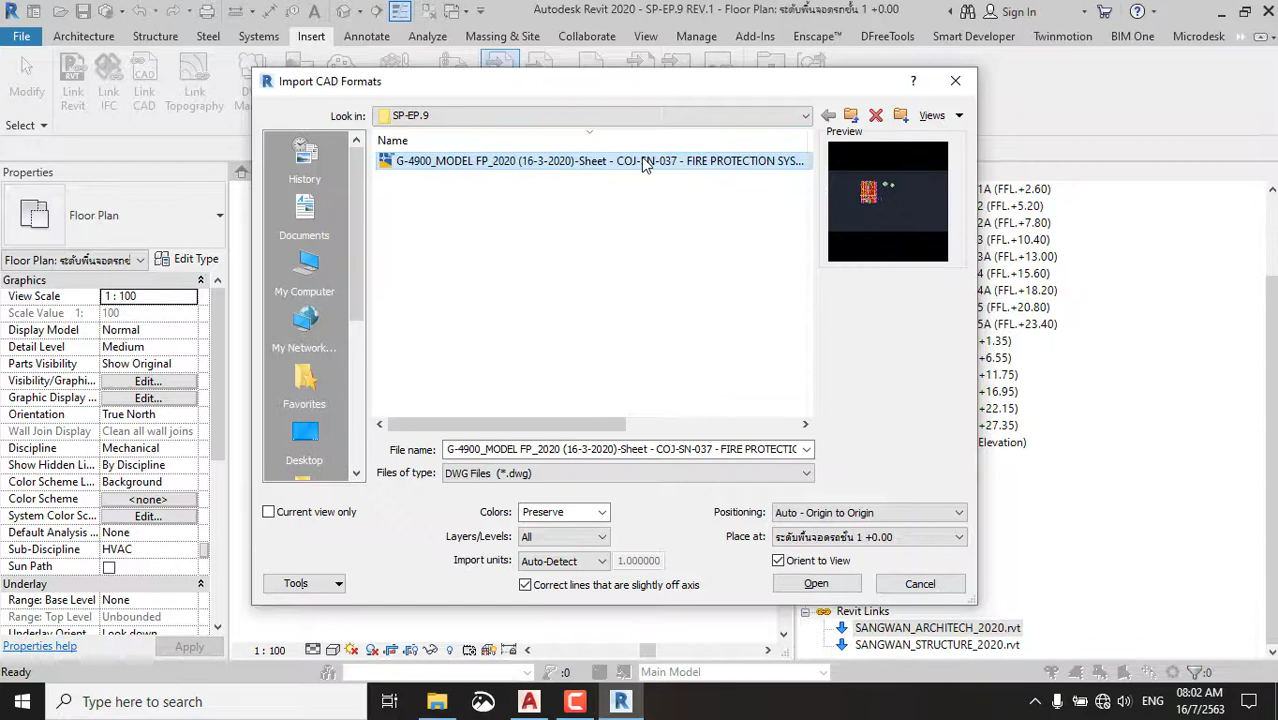 Autodesk Revit 2020 - SP-EP.9 REV.1 - Floor Plan: ระดับพื้นจอดรถชั้น 1 +0.00
Sign In
File Architecture Structure Steel Systems Insert Annotate Analyze Massing & Site Collaborate View Manage Add-Ins Enscape™ DFreeTools Smart Developer Twinmotion BIM One Microdesk
Modify
Link Revit
Link IFC
Link CAD
Link Topography
Select
Import CAD Formats
?
Look in: SP-EP.9
Views
Preview
Name
G-4900_MODEL FP_2020 (16-3-2020)-Sheet - COJ-SN-037 - FIRE PROTECTION SYS...
History
Documents
My Computer
My Network...
Favorites
Desktop
File name: G-4900_MODEL FP_2020 (16-3-2020)-Sheet - COJ-SN-037 - FIRE PROTECTIC
Files of type: DWG Files (*.dwg)
Current view only
Colors: Preserve
Positioning: Auto - Origin to Origin
Layers/Levels: All
Place at: ระดับพื้นจอดรถชั้น 1 +0.00
Import units: Auto-Detect 1.000000
Orient to View
Tools
Correct lines that are slightly off axis
Open
Cancel
Properties
Floor Plan
Floor Plan: ระดับพื้นจอดรถช
Edit Type
Graphics
View Scale 1 : 100
Scale Value 1: 100
Display Model Normal
Detail Level Medium
Parts Visibility Show Original
Visibility/Graphi... Edit...
Graphic Display ... Edit...
Orientation True North
Wall Join Display Clean all wall joins
Discipline Mechanical
Show Hidden Li... By Discipline
Color Scheme L... Background
Color Scheme <none>
System Color Sc... Edit...
Default Analysis ... None
Sub-Discipline HVAC
Sun Path
Underlay
Range: Base Level None
Range: Top Level Unbounded
Underlay Orient... Look down
Properties help
Apply
1A (FFL.+2.60)
2 (FFL.+5.20)
2A (FFL.+7.80)
3 (FFL.+10.40)
3A (FFL.+13.00)
4 (FFL.+15.60)
4A (FFL.+18.20)
5 (FFL.+20.80)
5A (FFL.+23.40)
+1.35)
+6.55)
+11.75)
+16.95)
+22.15)
+27.35)
Elevation)
Revit Links
SANGWAN_ARCHITECH_2020.rvt
SANGWAN_STRUCTURE_2020.rvt
1 : 100
Ready
:0
Main Model
:0
Type here to search
ENG
08:02 AM
16/7/2563